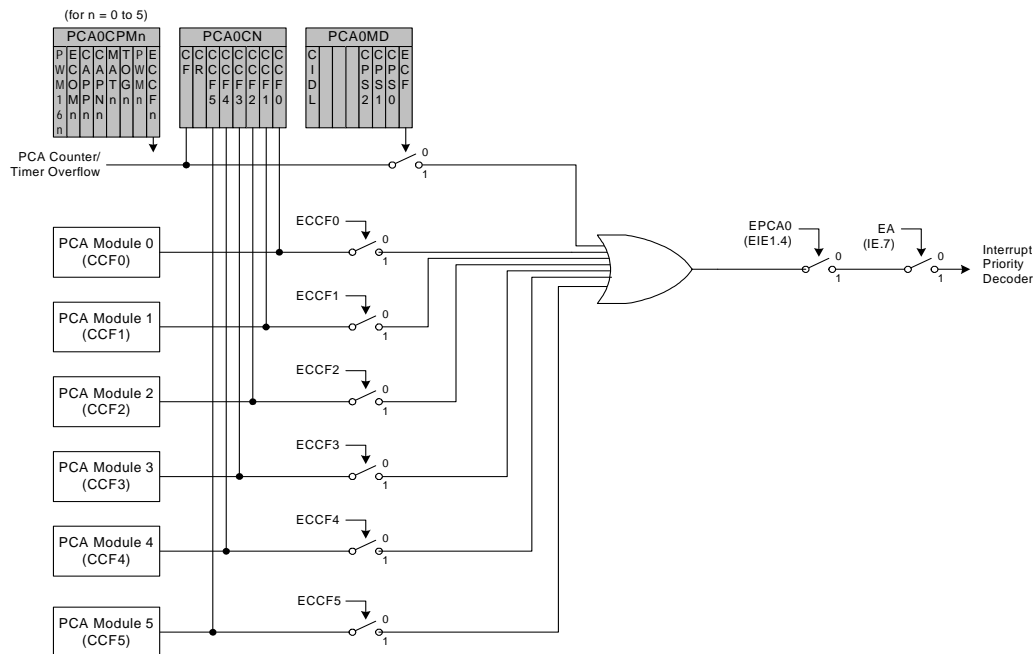 (for n = 0 to 5)
PCA0CPMn
PWM16n
ECOMn
CAPPn
CAPNn
MATn
TOGn
PWMn
ECCFn
PCA0CN
CF
CR
CCF5
CCF4
CCF3
CCF2
CCF1
CCF0
PCA0MD
CIDL
CPS2
CPS1
CPS0
ECF
PCA Counter/
Timer Overflow
0
1
PCA Module 0
(CCF0)
ECCF0
0
1
PCA Module 1
(CCF1)
ECCF1
0
1
PCA Module 2
(CCF2)
ECCF2
0
1
PCA Module 3
(CCF3)
ECCF3
0
1
PCA Module 4
(CCF4)
ECCF4
0
1
PCA Module 5
(CCF5)
ECCF5
0
1
EPCA0
(EIE1.4)
0
1
EA
(IE.7)
0
1
Interrupt
Priority
Decoder